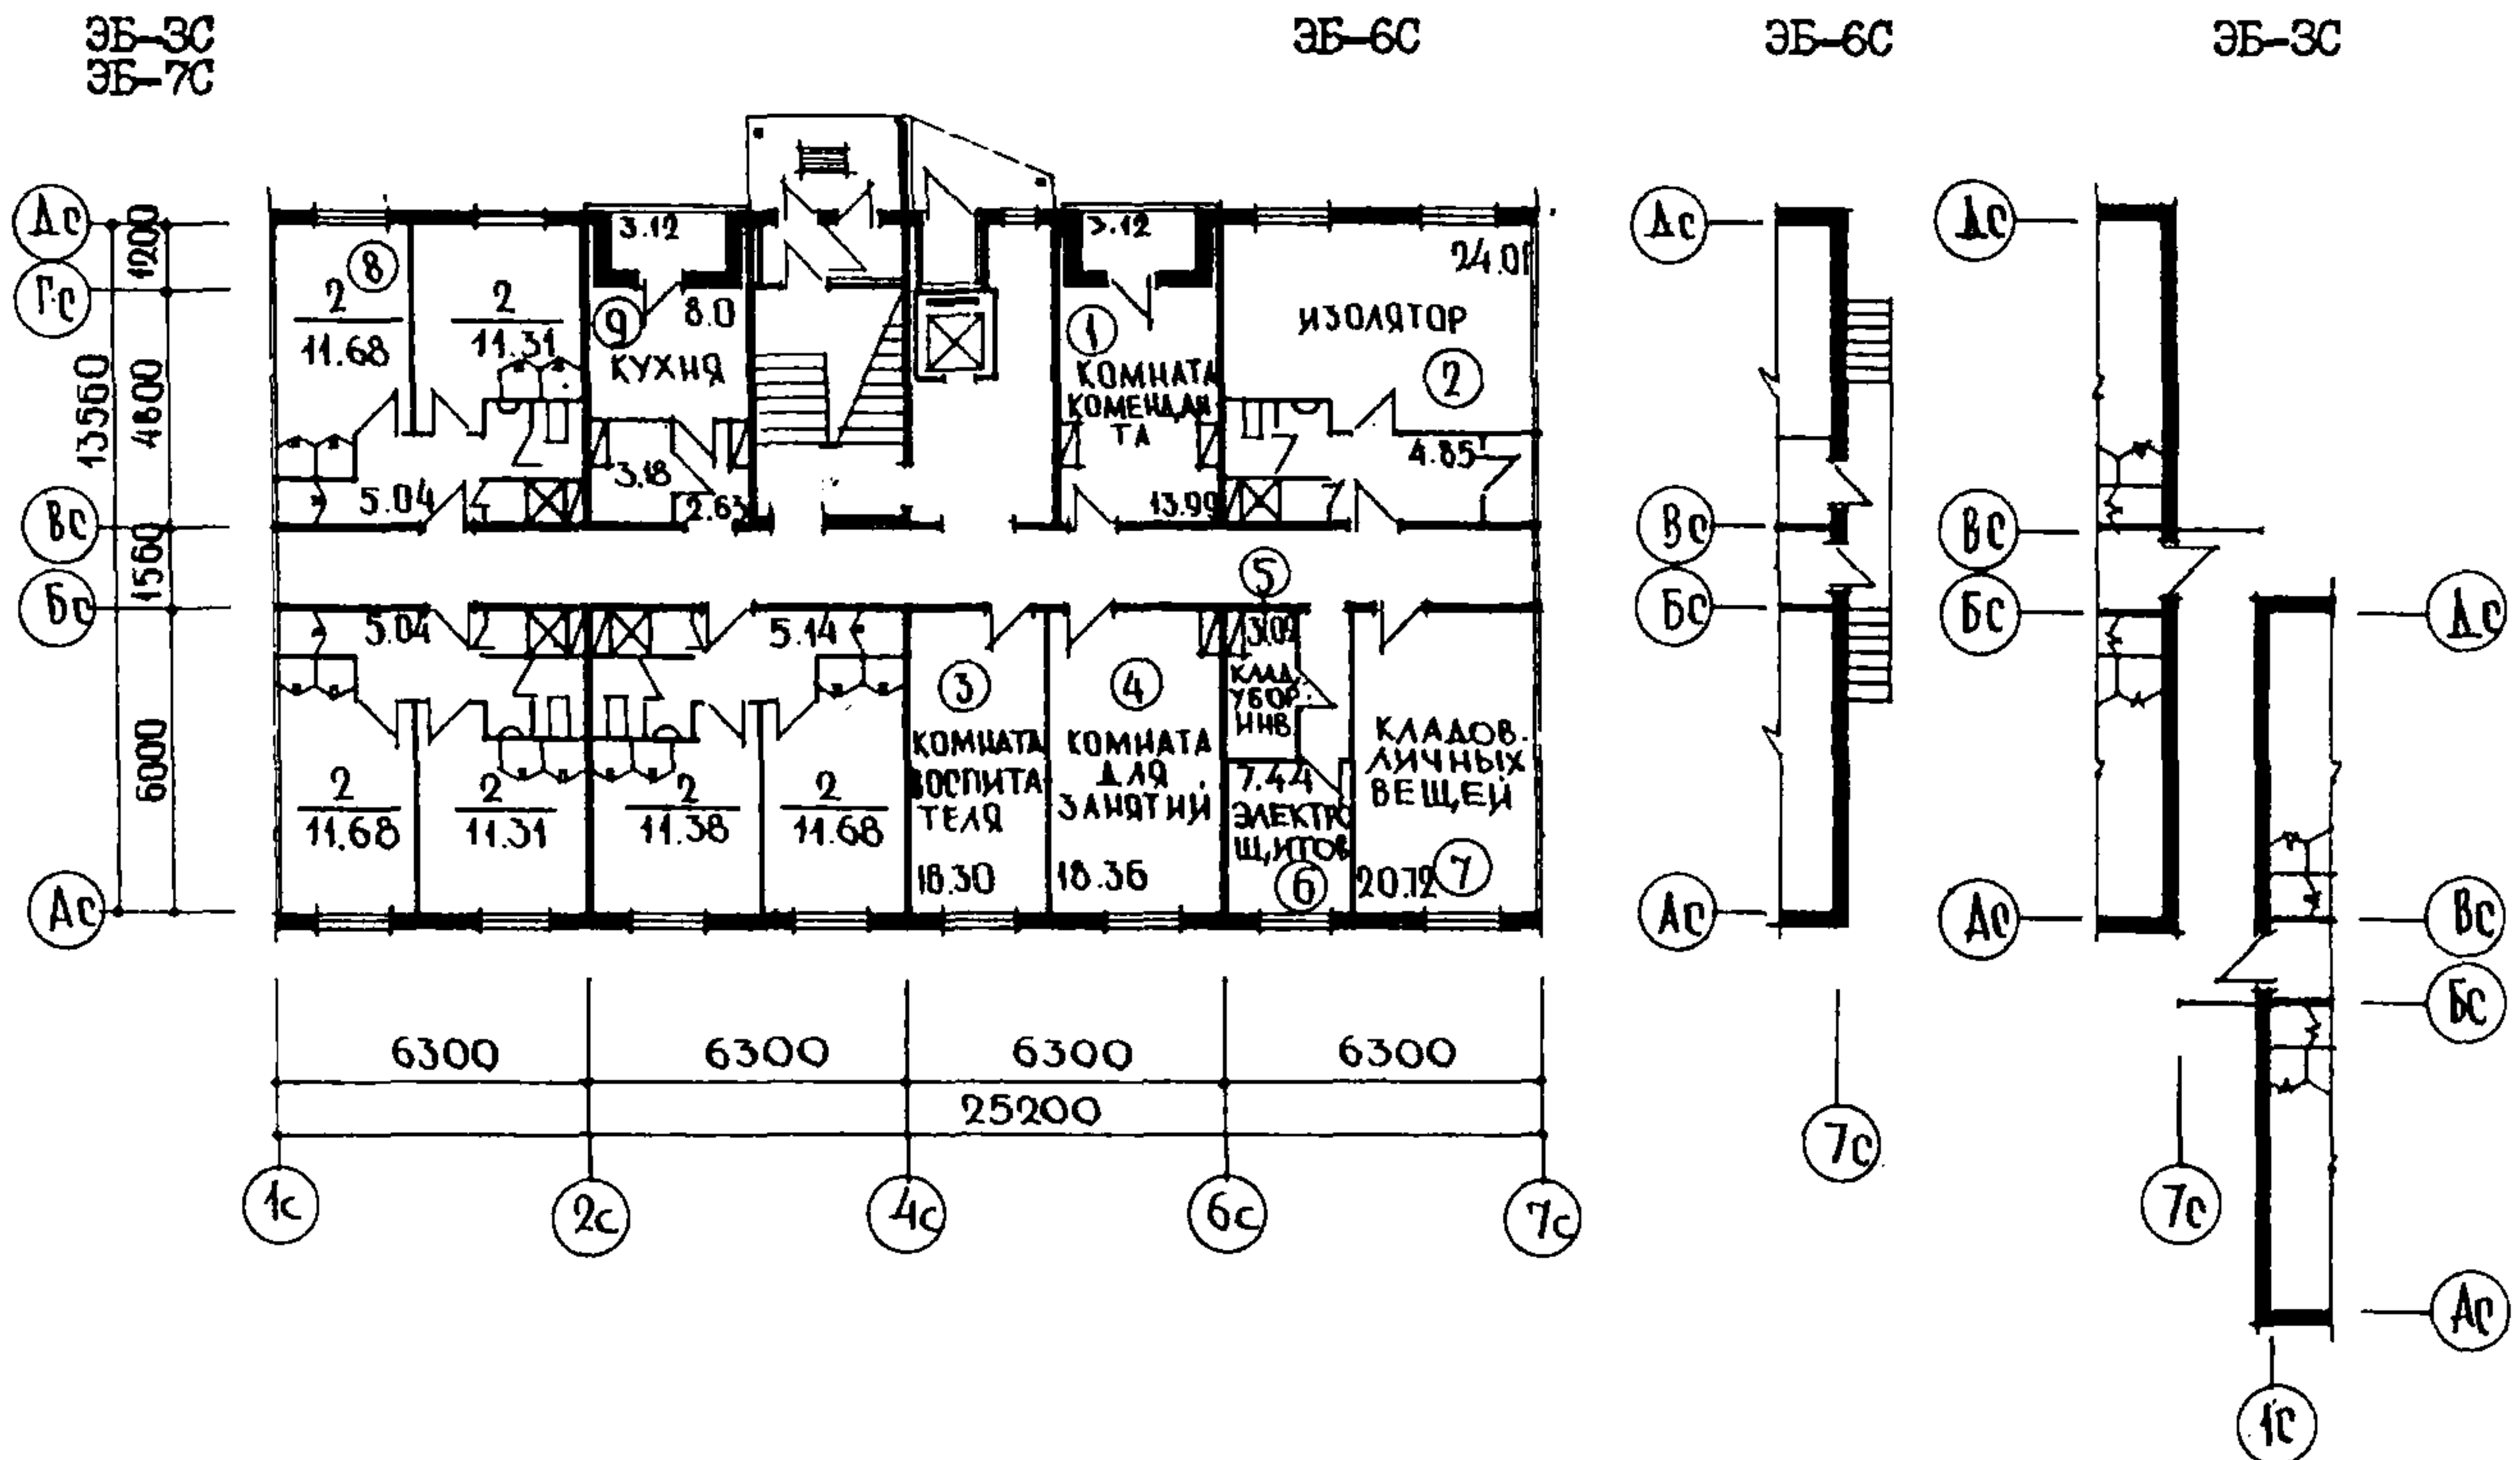 ЭБ-3С
ЭБ-7С
ЭБ-6С
ЭБ-6С
ЭБ-3С
Дс
Гс
Вс
Бс
Ас
1200
4800
13560
1560
6000
8
2
11.68
2
11.31
5.04
3.12
9
8.0
КУХНЯ
3.18
2.63
3.12
1
КОМНАТА
КОМЕНДАН
ТА
13.99
24.01
ИЗОЛЯТОР
2
4.85
5.04
2
11.68
2
11.31
5.14
2
11.38
2
11.68
3
КОМНАТА
ВОСПИТА
ТЕЛЯ
18.30
4
КОМНАТА
ДЛЯ
ЗАНЯТИЙ
18.36
5
КЛАД.
УБОР.
ИНВ
7.44
ЭЛЕКТРО
ЩИТОВ
6
КЛАДОВ.
ЛИЧНЫХ
ВЕЩЕЙ
20.12
7
6300
6300
6300
6300
25200
1с
2с
4с
6с
7с
Дс
Вс
Бс
Ас
7с
Дс
Вс
Бс
Ас
7с
Дс
Вс
Бс
Ас
1с